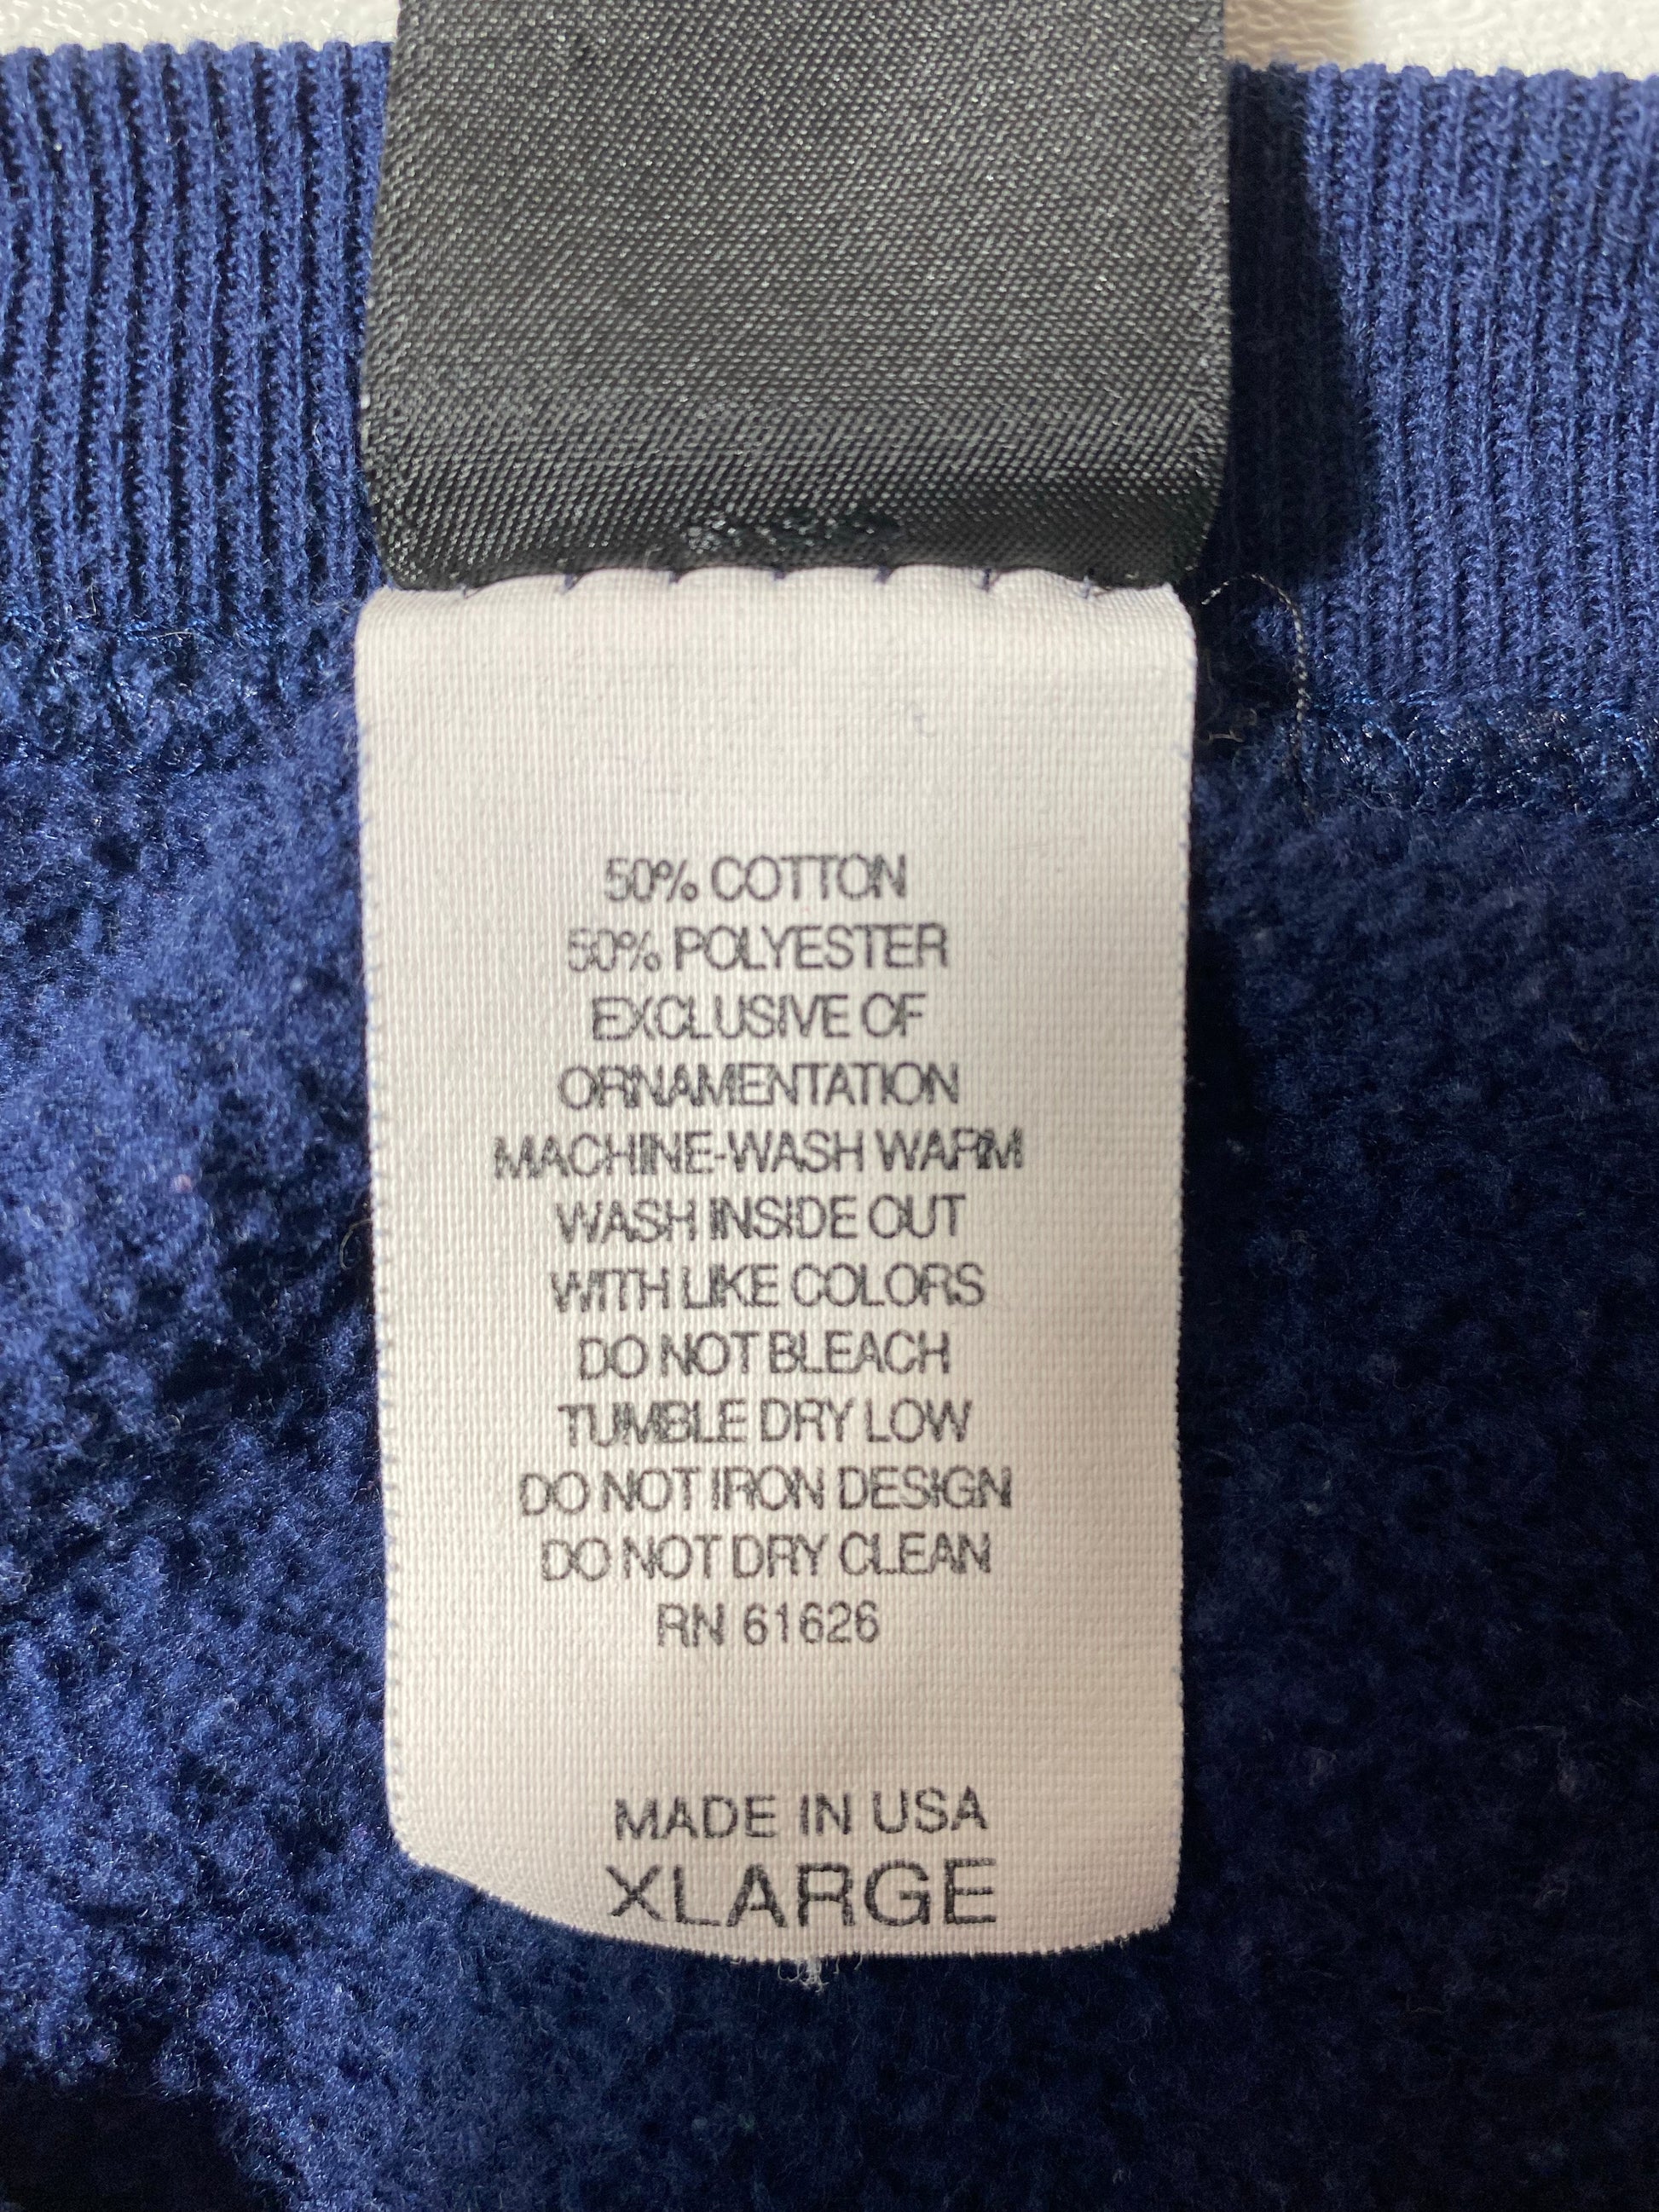 50% COTTON
50% POLYESTER
EXCLUSIVE OF
ORNAMENTATION
MACHINE-WASH WARM
WASH INSIDE OUT
WITH LIKE COLORS
DO NOT BLEACH
TUMBLE DRY LOW
DO NOT IRON DESIGN
DO NOT DRY CLEAN
RN 61626
MADE IN USA
XLARGE